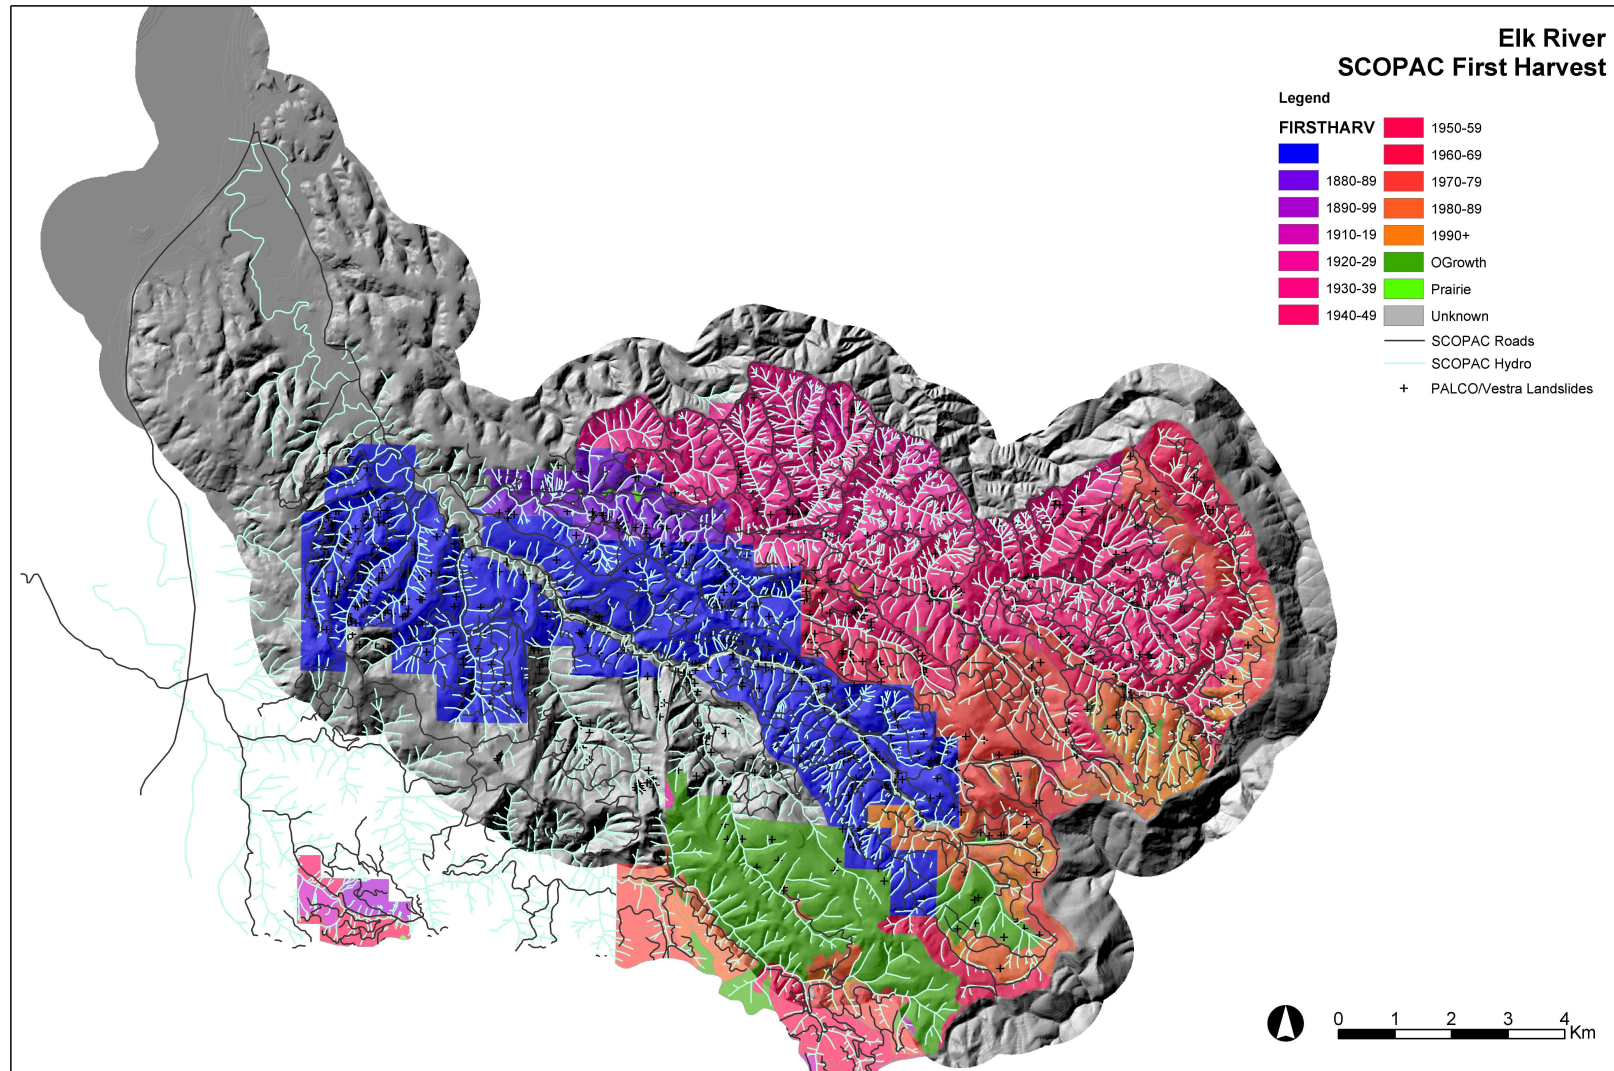 Elk River
SCOPAC First Harvest
Legend
FIRSTHARV
1880-89
1890-99
1910-19
1920-29
1930-39
1940-49
1950-59
1960-69
1970-79
1980-89
1990+
OGrowth
Prairie
Unknown
SCOPAC Roads
SCOPAC Hydro
PALCO/Vestra Landslides
0 1 2 3 4
Km